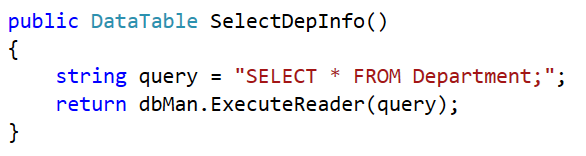 public DataTable SelectDepInfo()
{
    string query = "SELECT * FROM Department;";
    return dbMan.ExecuteReader(query);
}